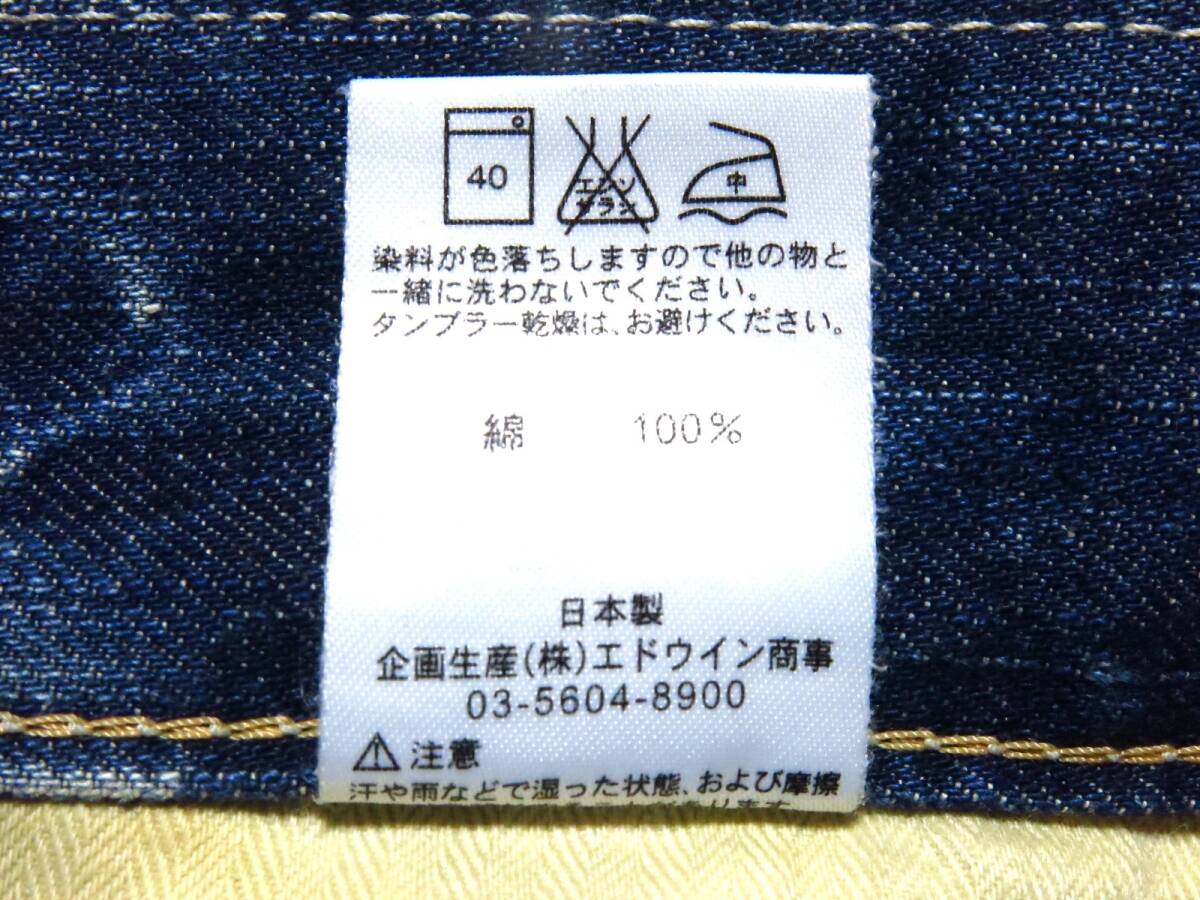 40
エンソ
サラシ
中
染料が色落ちしますので他の物と
一緒に洗わないでください。
タンブラー乾燥は、お避けください。
綿 100%
日本製
企画生産(株)エドウイン商事
03-5604-8900
注意
汗や雨などで湿った状態、および摩擦